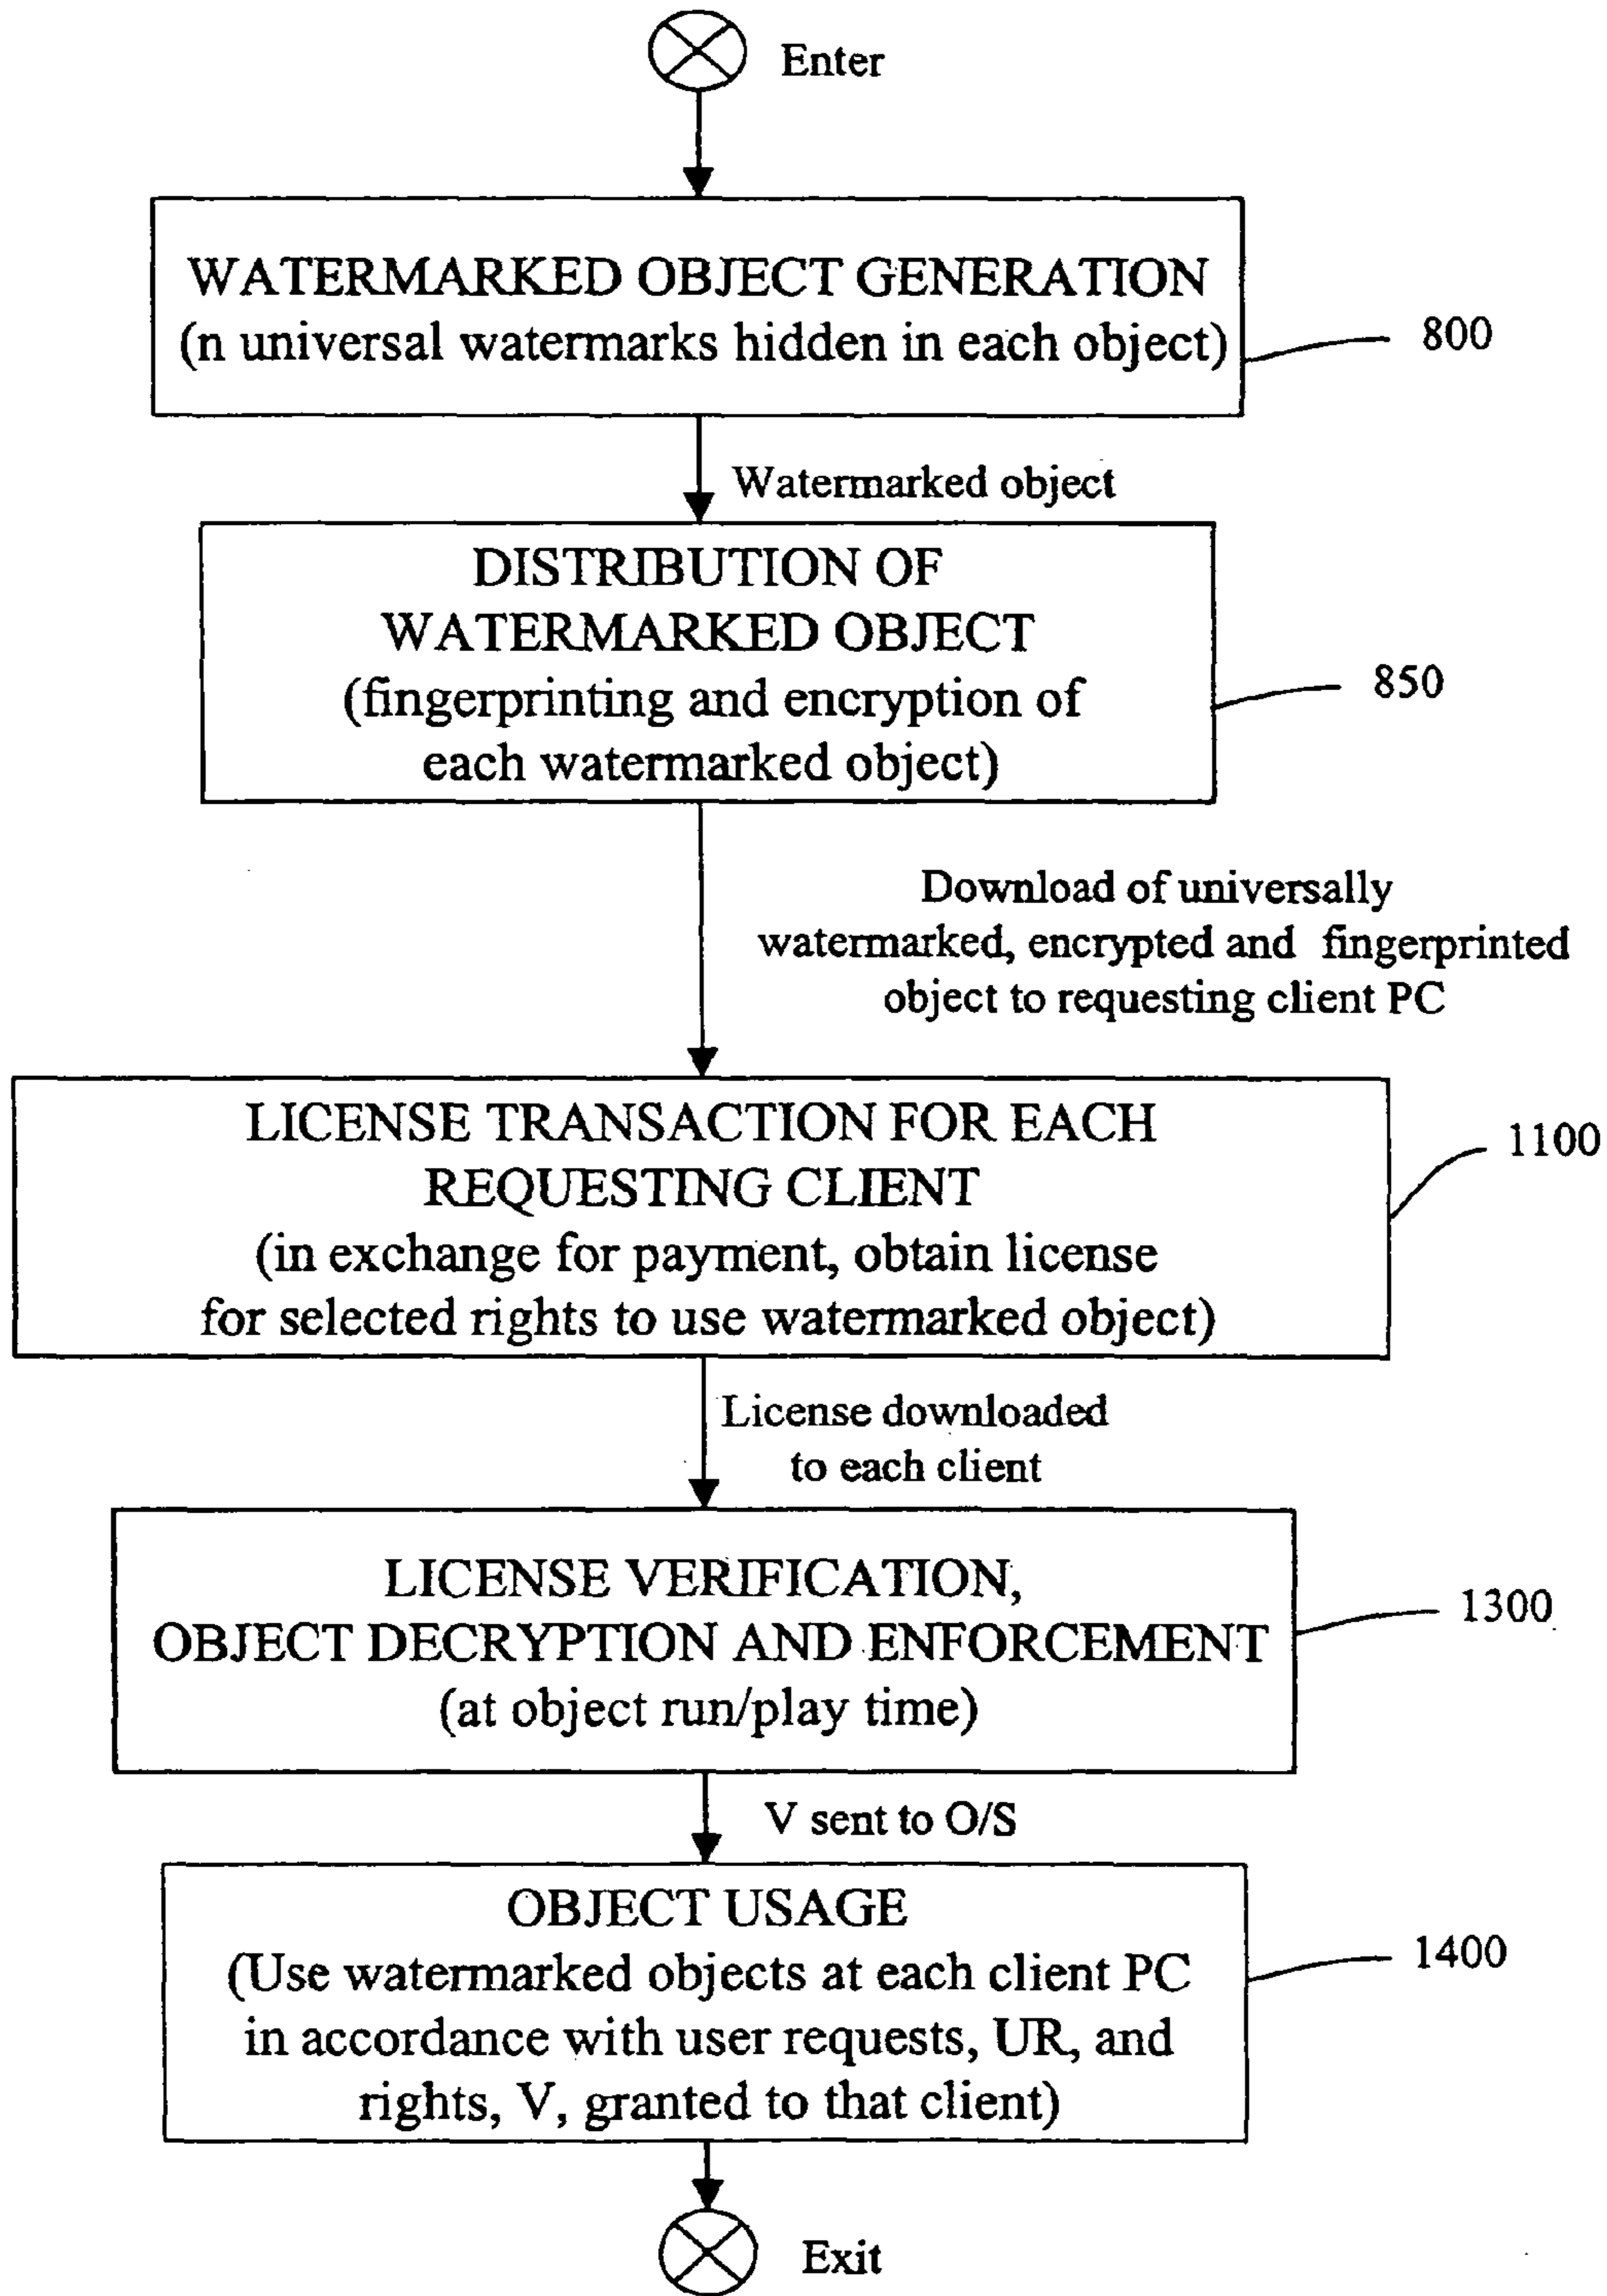 Enter
WATERMARKED OBJECT GENERATION
(n universal watermarks hidden in each object)
800
Watermarked object
DISTRIBUTION OF
WATERMARKED OBJECT
(fingerprinting and encryption of
each watermarked object)
850
Download of universally
watermarked, encrypted and fingerprinted
object to requesting client PC
LICENSE TRANSACTION FOR EACH
REQUESTING CLIENT
(in exchange for payment, obtain license
for selected rights to use watermarked object)
1100
License downloaded
to each client
LICENSE VERIFICATION,
OBJECT DECRYPTION AND ENFORCEMENT
(at object run/play time)
1300
V sent to O/S
OBJECT USAGE
(Use watermarked objects at each client PC
in accordance with user requests, UR, and
rights, V, granted to that client)
1400
Exit